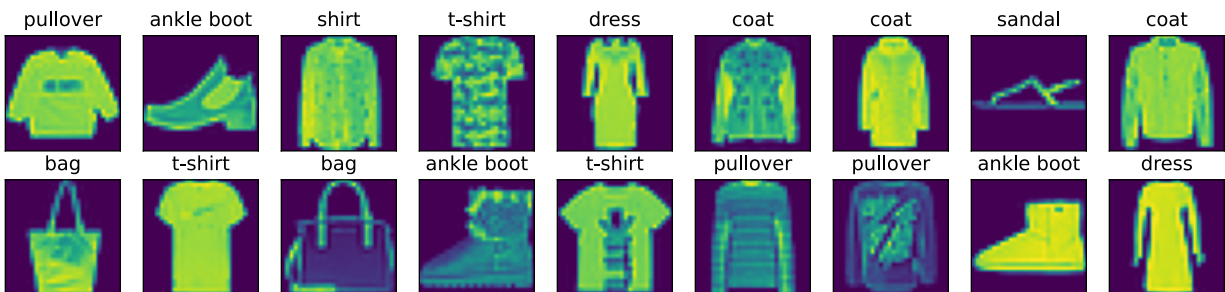 pullover ankle boot shirt t-shirt dress coat coat sandal coat
bag t-shirt bag ankle boot t-shirt pullover pullover ankle boot dress